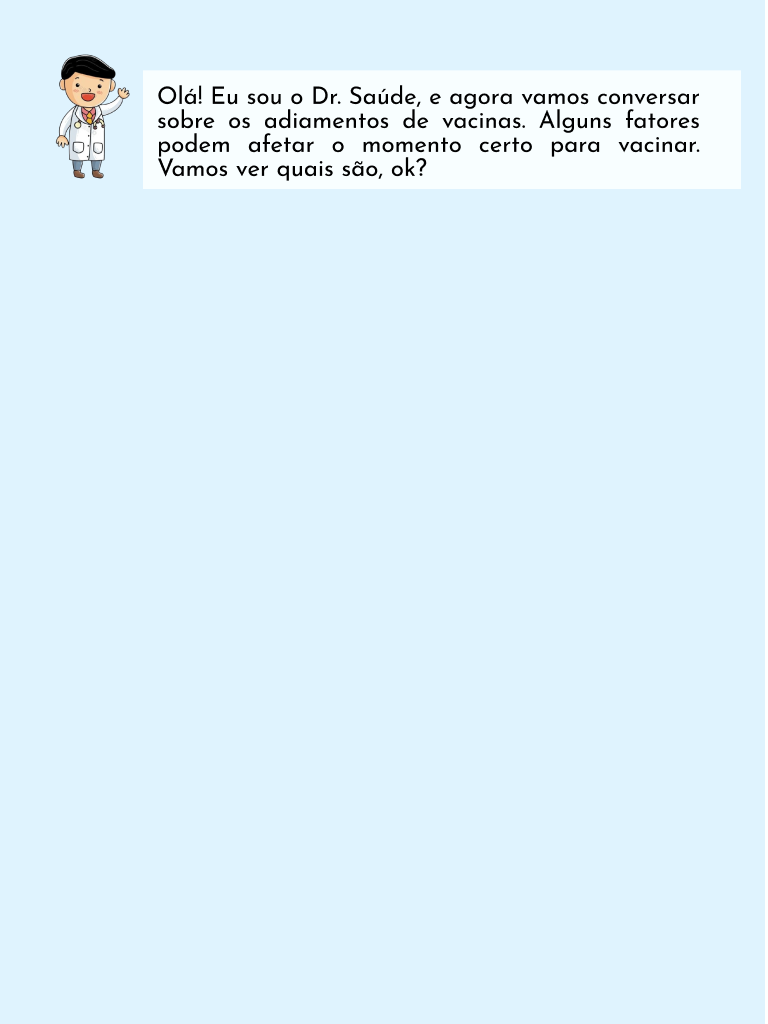 Olá! Eu sou o Dr. Saúde, e agora vamos conversar
sobre os adiamentos de vacinas. Alguns fatores
podem afetar o momento certo para vacinar.
Vamos ver quais são, ok?